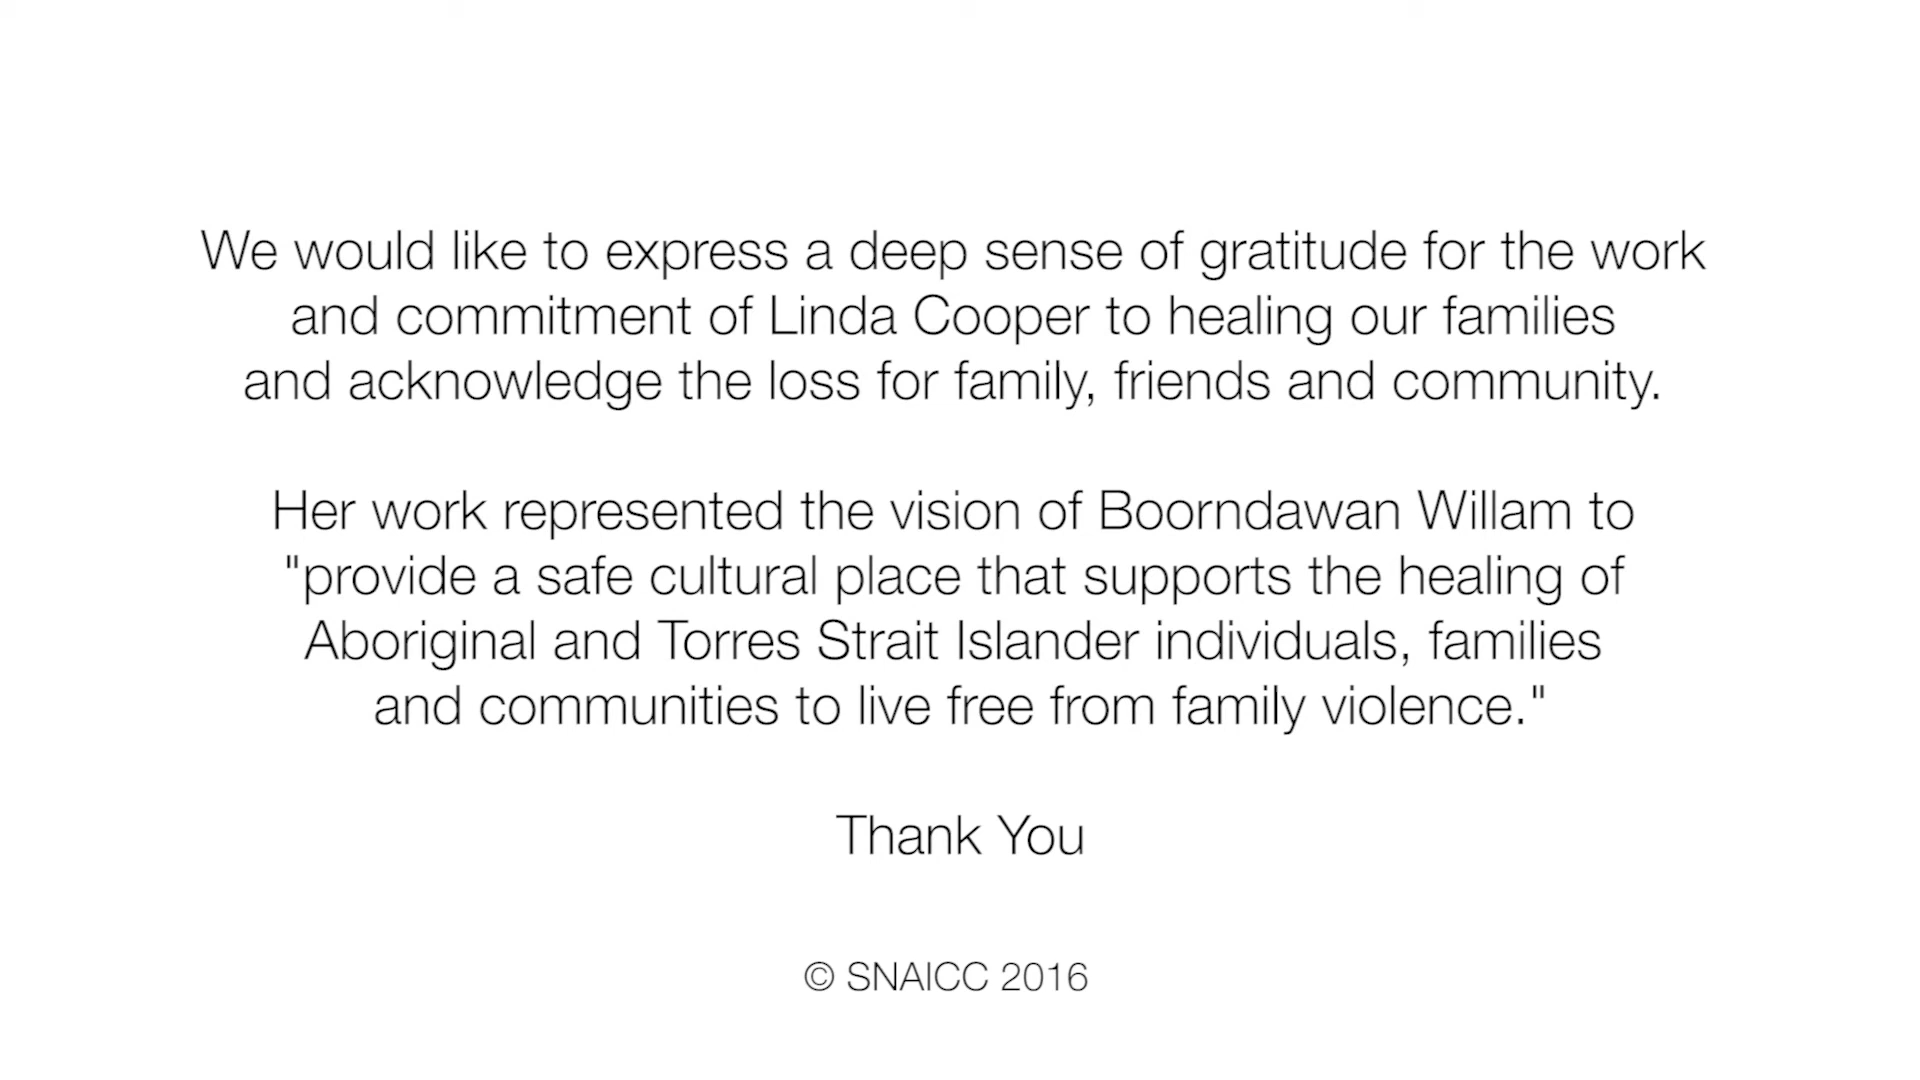 We would like to express a deep sense of gratitude for the work
and commitment of Linda Cooper to healing our families
and acknowledge the loss for family, friends and community.
Her work represented the vision of Boorndawan Willam to
"provide a safe cultural place that supports the healing of
Aboriginal and Torres Strait Islander individuals, families
and communities to live free from family violence."
Thank You
© SNAICC 2016